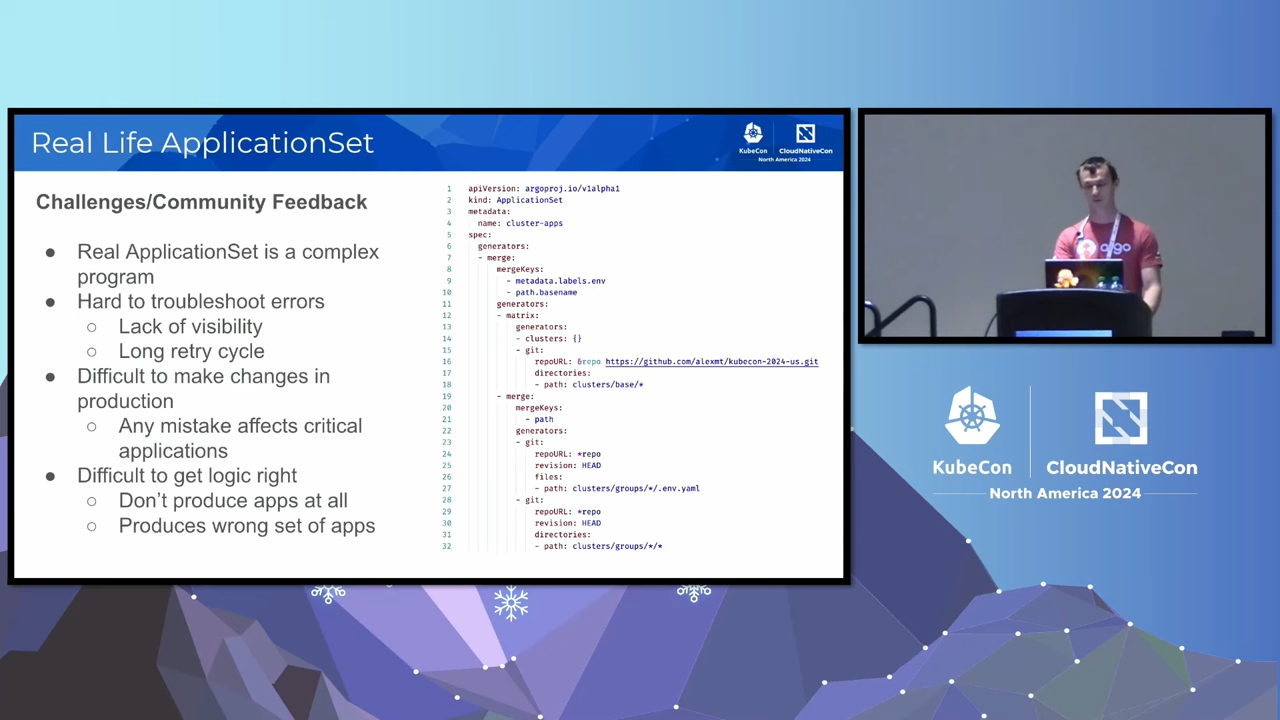 Real Life ApplicationSet
KubeCon
CloudNativeCon
North America 2024
Challenges/Community Feedback
● Real ApplicationSet is a complex
program
● Hard to troubleshoot errors
○ Lack of visibility
○ Long retry cycle
● Difficult to make changes in
production
○ Any mistake affects critical
applications
● Difficult to get logic right
○ Don't produce apps at all
○ Produces wrong set of apps
1 apiVersion: argoproj.io/v1alpha1
2 kind: ApplicationSet
3 metadata:
4 name: cluster-apps
5 spec:
6 generators:
7 - merge:
8 mergeKeys:
9 - metadata.labels.env
10 - path.basename
11 generators:
12 - matrix:
13 generators:
14 - clusters: {}
15 - git:
16 repoURL: &repo https://github.com/alexmt/kubecon-2024-us.git
17 directories:
18 - path: clusters/base/*
19 - merge:
20 mergeKeys:
21 - path
22 generators:
23 - git:
24 repoURL: *repo
25 revision: HEAD
26 files:
27 - path: clusters/groups/*/.env.yaml
28 - git:
29 repoURL: *repo
30 revision: HEAD
31 directories:
32 - path: clusters/groups/*/*
argo
KubeCon
CloudNativeCon
North America 2024